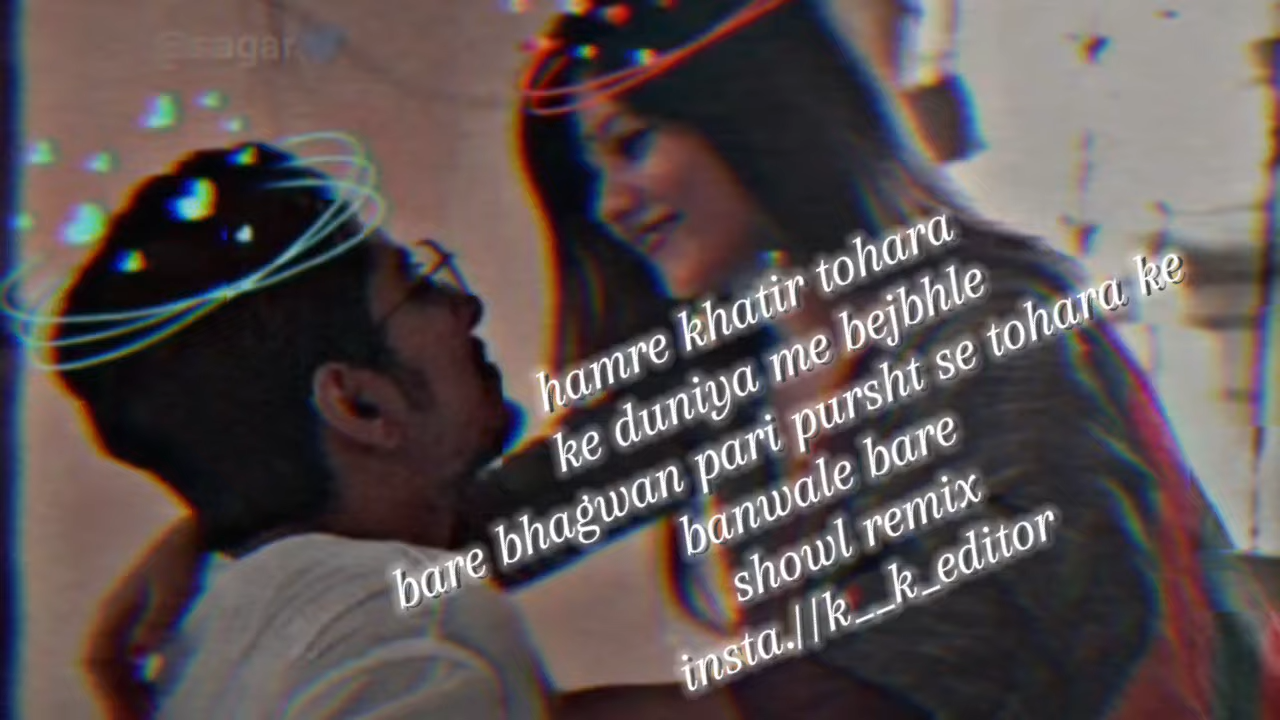 @sagar
hamre khatir tohara
ke duniya me bejbhle
bare bhagwan pari pursht se tohara ke
banwale bare
showl remix
insta.//k__k_editor